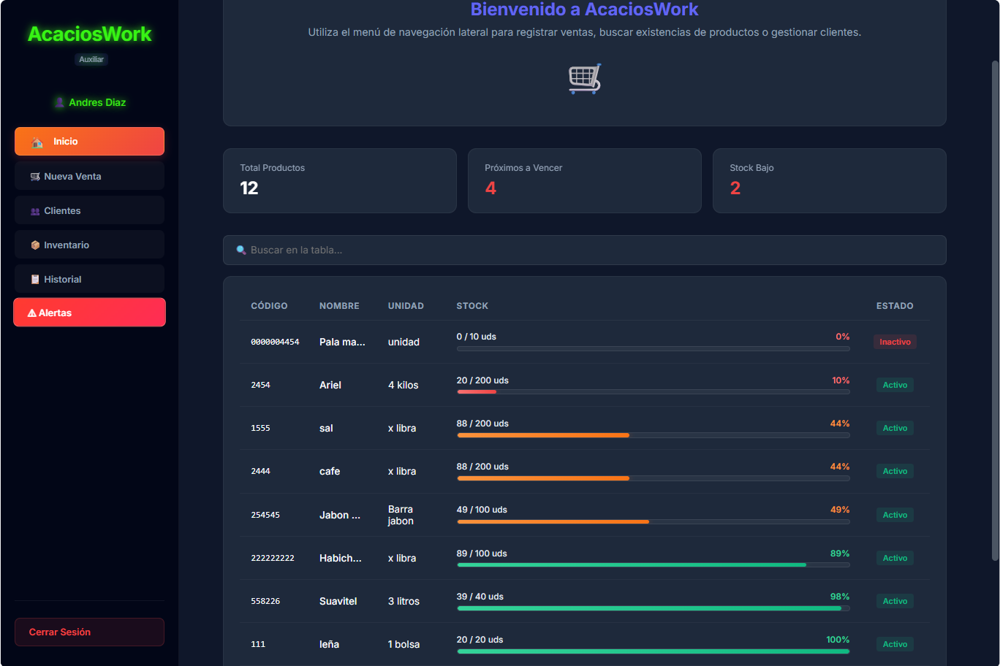 AcaciosWork
Auxiliar
Andres Diaz
Inicio
Nueva Venta
Clientes
Inventario
Historial
Alertas
Cerrar Sesión
Bienvenido a AcaciosWork
Utiliza el menú de navegación lateral para registrar ventas, buscar existencias de productos o gestionar clientes.
Total Productos
12
Próximos a Vencer
4
Stock Bajo
2
Buscar en la tabla...
CÓDIGO NOMBRE UNIDAD STOCK ESTADO
0000004454 Pala ma... unidad 0 / 10 uds 0% Inactivo
2454 Ariel 4 kilos 20 / 200 uds 10% Activo
1555 sal x libra 88 / 200 uds 44% Activo
2444 cafe x libra 88 / 200 uds 44% Activo
254545 Jabon ... Barra jabon 49 / 100 uds 49% Activo
222222222 Habich... x libra 89 / 100 uds 89% Activo
558226 Suavitel 3 litros 39 / 40 uds 98% Activo
111 leña 1 bolsa 20 / 20 uds 100% Activo